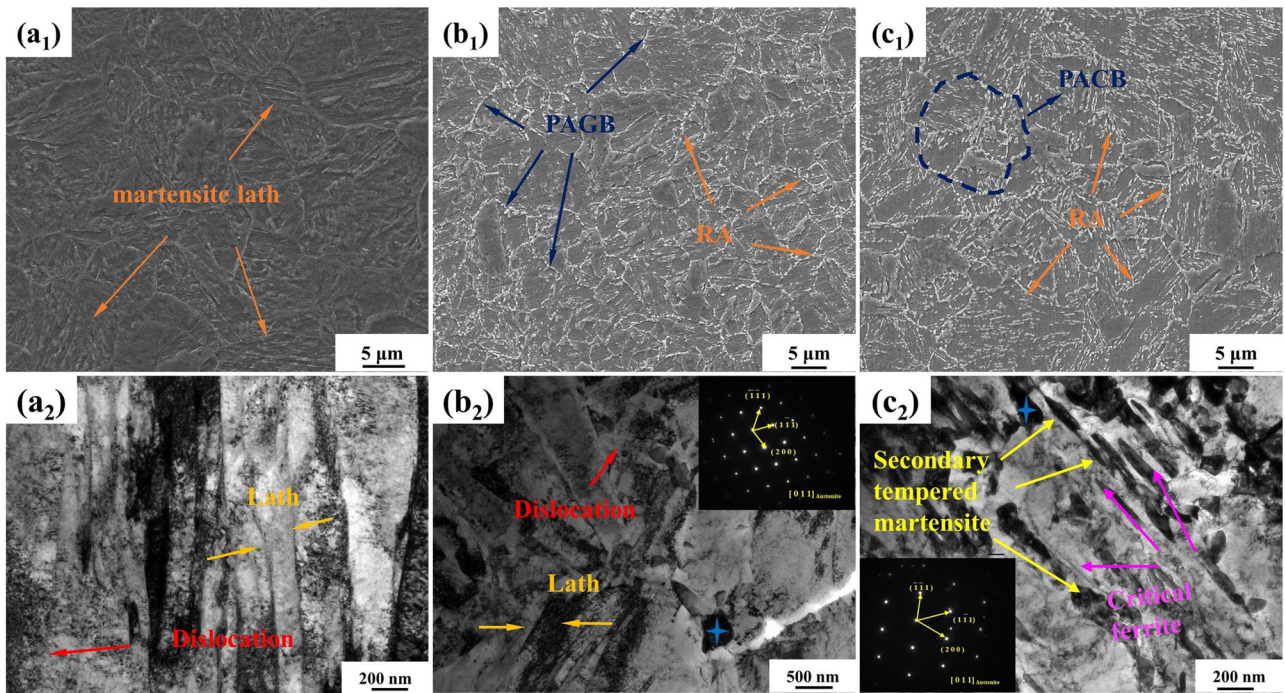 (a₁)
martensite lath
5 μm
(b₁)
PAGB
RA
5 μm
(c₁)
PACB
RA
5 μm
(a₂)
Lath
Dislocation
200 nm
(b₂)
(1̅1̅1)
(111̅)
(200)
[011]Austenite
Dislocation
Lath
500 nm
(c₂)
Secondary
tempered
martensite
(1̅1̅1)
(11̅1)
(200)
[011]Austenite
Critical
ferrite
200 nm